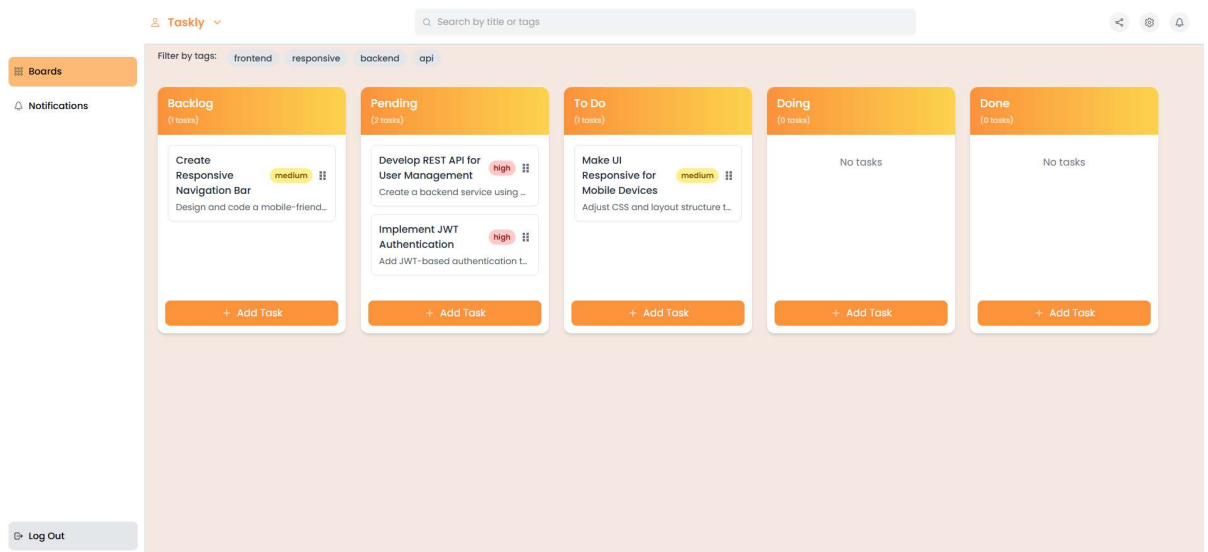 Taskly
Search by title or tags
Boards
Notifications
Log Out
Filter by tags: frontend responsive backend api
Backlog
(1 tasks)
Create
Responsive
Navigation Bar
medium
Design and code a mobile-friend...
+ Add Task
Pending
(2 tasks)
Develop REST API for
User Management
high
Create a backend service using ...
Implement JWT
Authentication
high
Add JWT-based authentication t...
+ Add Task
To Do
(1 tasks)
Make UI
Responsive for
Mobile Devices
medium
Adjust CSS and layout structure t...
+ Add Task
Doing
(0 tasks)
No tasks
+ Add Task
Done
(0 tasks)
No tasks
+ Add Task